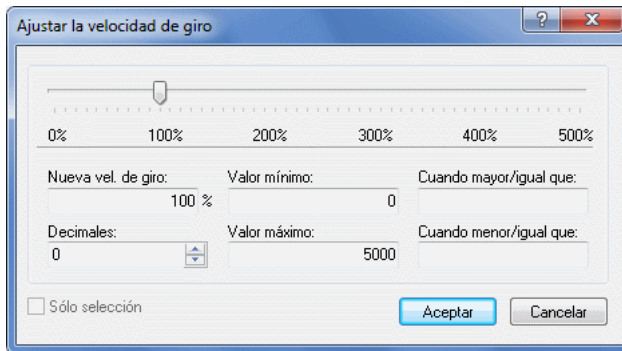 Ajustar la velocidad de giro
0% 100% 200% 300% 400% 500%
Nueva vel. de giro: Valor mínimo: Cuando mayor/igual que:
100 % 0
Decimales: Valor máximo: Cuando menor/igual que:
0 5000
Sólo selección Aceptar Cancelar